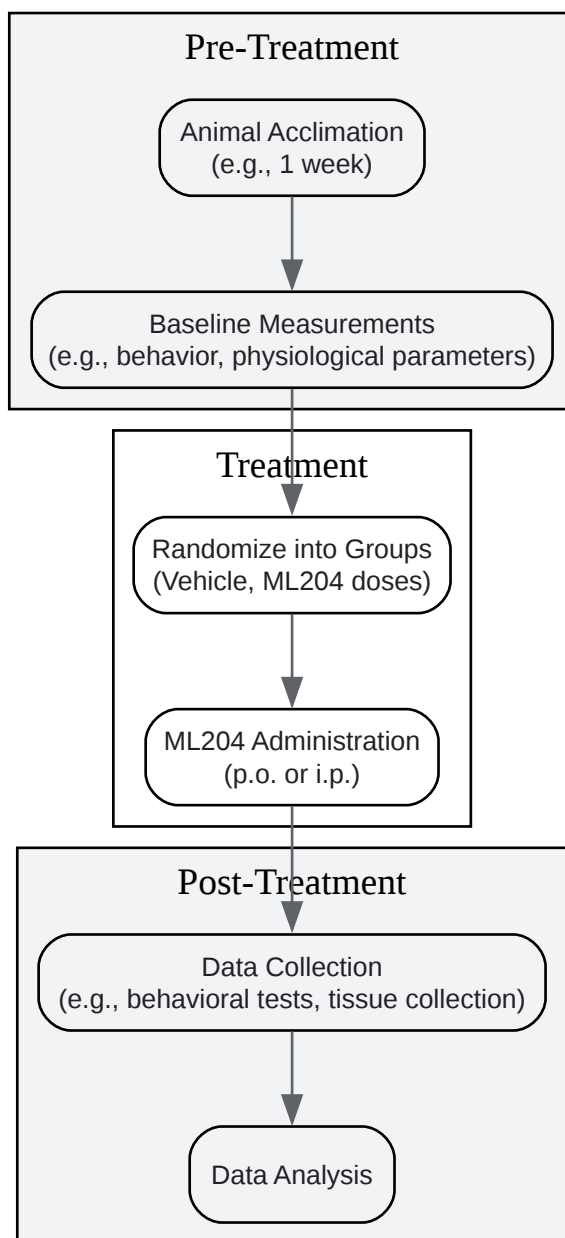 Pre-Treatment
Animal Acclimation
(e.g., 1 week)
Baseline Measurements
(e.g., behavior, physiological parameters)
Treatment
Randomize into Groups
(Vehicle, ML204 doses)
ML204 Administration
(p.o. or i.p.)
Post-Treatment
Data Collection
(e.g., behavioral tests, tissue collection)
Data Analysis